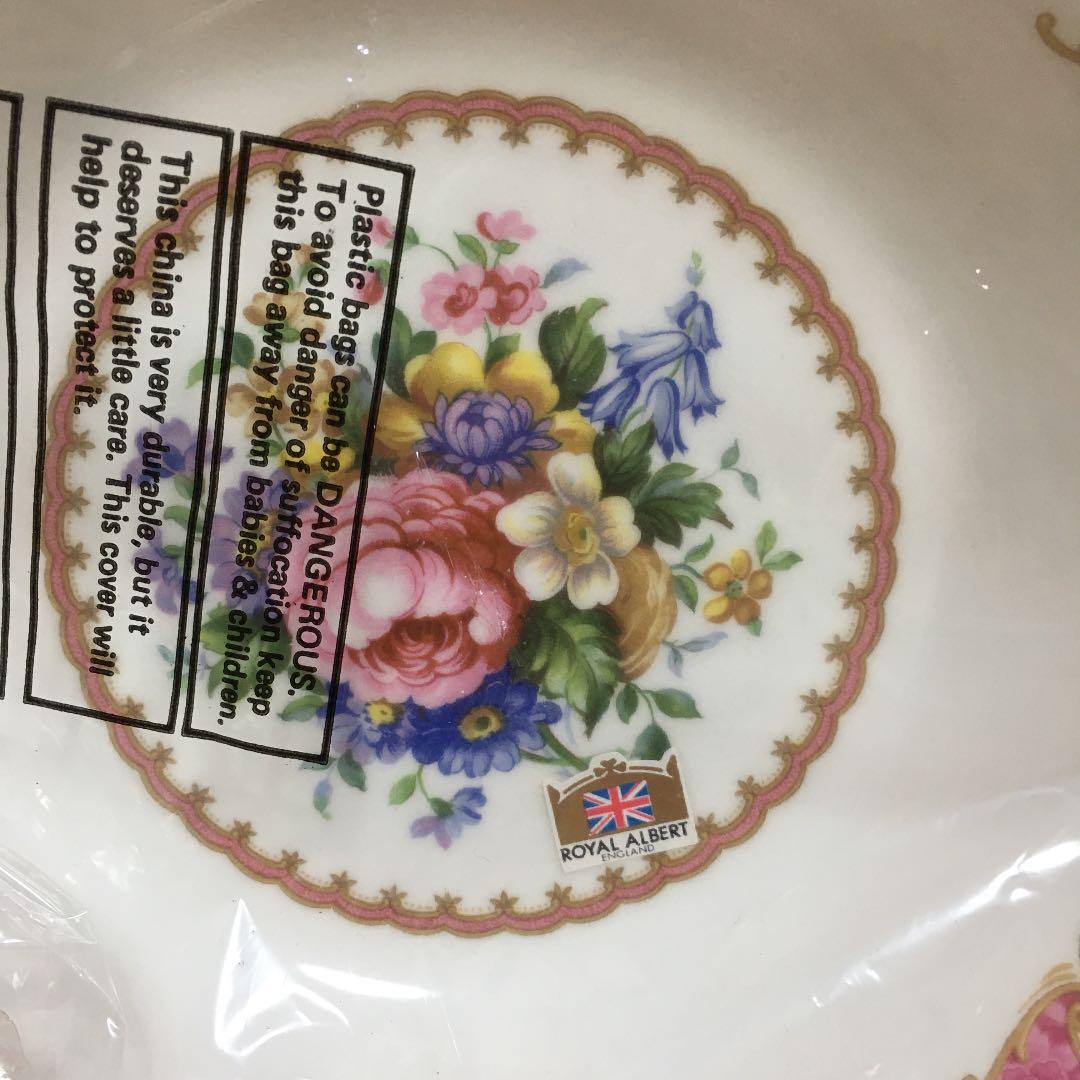 Plastic bags can be DANGEROUS.
To avoid danger of suffocation keep
this bag away from babies & children.
This china is very durable, but it
deserves a little care. This cover will
help to protect it.
ROYAL ALBERT
ENGLAND